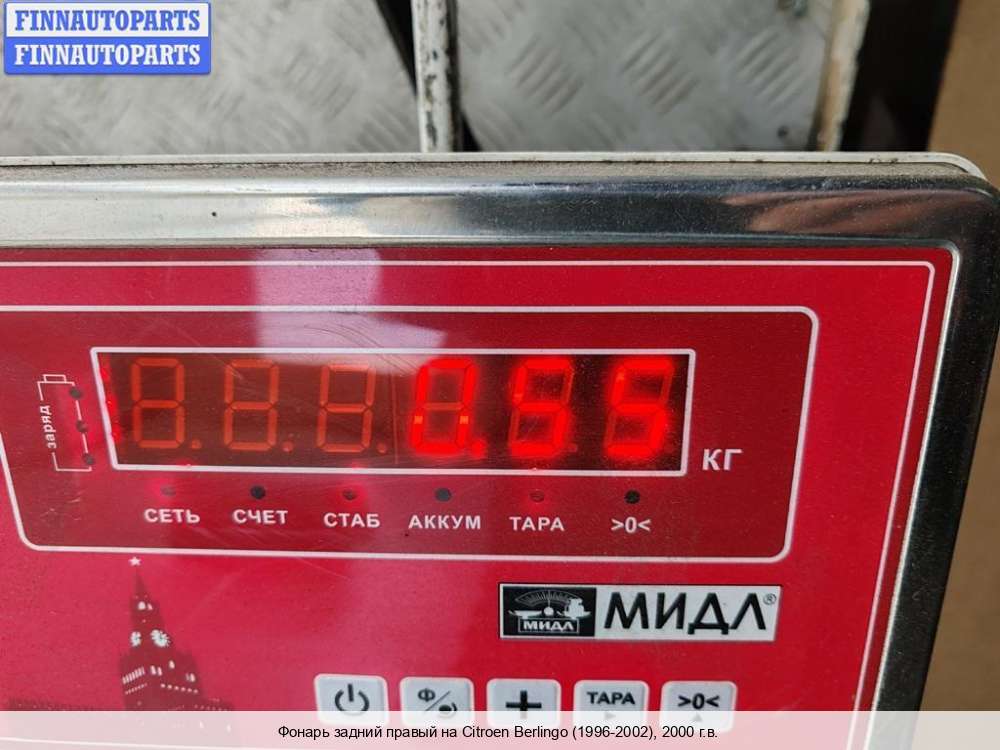 FINNAUTOPARTS
FINNAUTOPARTS
заряд
0.55
КГ
СЕТЬ СЧЕТ СТАБ АККУМ ТАРА >0<
МИДЛ
МИДЛ®
Ф
ТАРА >0<
Фонарь задний правый на Citroen Berlingo (1996-2002), 2000 г.в.